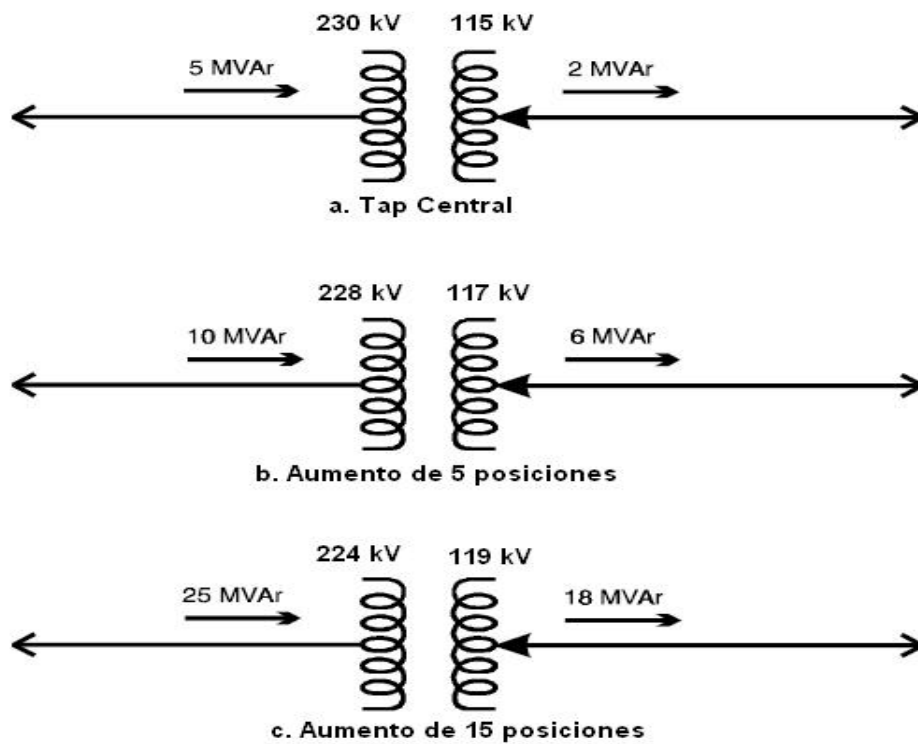 230 kV 115 kV
5 MVAr 2 MVAr
a. Tap Central
228 kV 117 kV
10 MVAr 6 MVAr
b. Aumento de 5 posiciones
224 kV 119 kV
25 MVAr 18 MVAr
c. Aumento de 15 posiciones